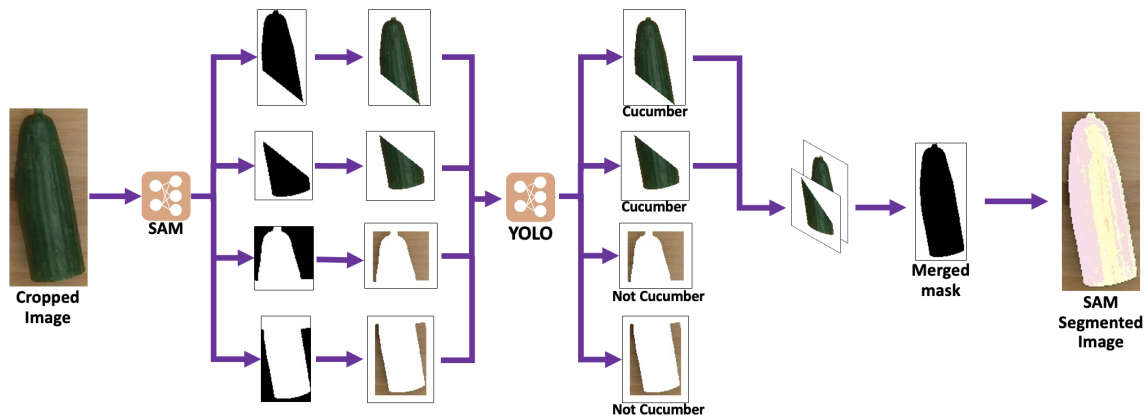 Cropped
Image
SAM
YOLO
Cucumber
Cucumber
Not Cucumber
Not Cucumber
Merged
mask
SAM
Segmented
Image